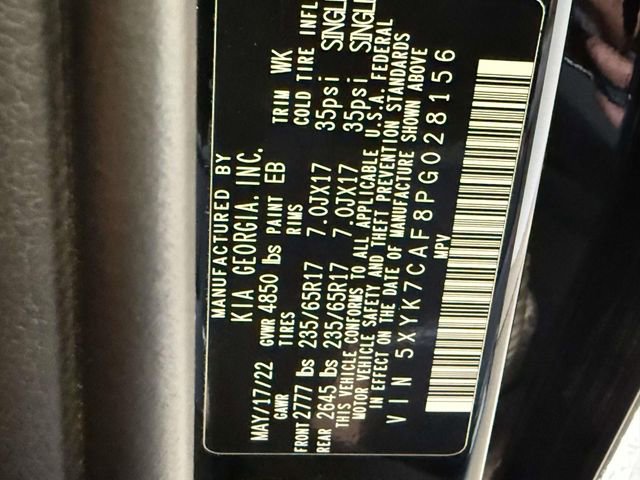 MANUFACTURED BY
KIA GEORGIA, INC.
MAY/17/22 GVWR 4850 lbs PAINT EB TRIM WK
GAWR TIRES RIMS COLD TIRE INFL
FRONT 2777 lbs 235/65R17 7.0JX17 35psi SINGLE
REAR 2645 lbs 235/65R17 7.0JX17 35psi SINGLE
THIS VEHICLE CONFORMS TO ALL APPLICABLE U.S.A. FEDERAL
MOTOR VEHICLE SAFETY AND THEFT PREVENTION STANDARDS
IN EFFECT ON THE DATE OF MANUFACTURE SHOWN ABOVE
VIN 5XYK7CAF8PG028156
MPV